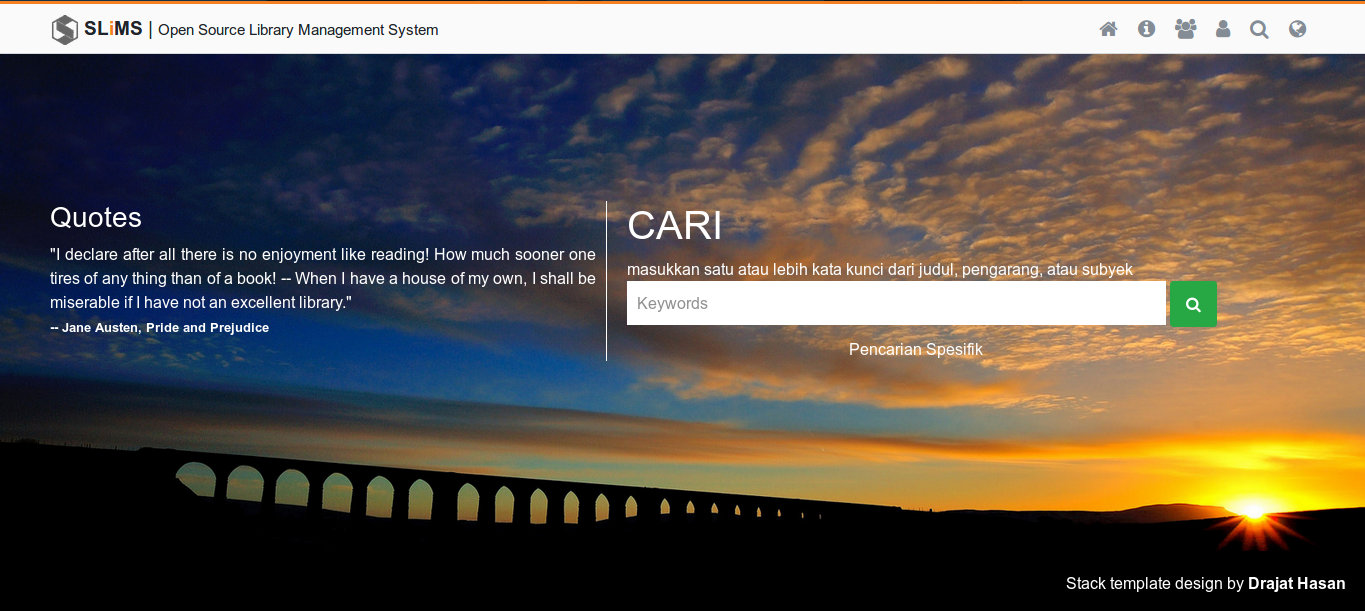 SLiMS | Open Source Library Management System
Quotes
"I declare after all there is no enjoyment like reading! How much sooner one
tires of any thing than of a book! -- When I have a house of my own, I shall be
miserable if I have not an excellent library."
-- Jane Austen, Pride and Prejudice
CARI
masukkan satu atau lebih kata kunci dari judul, pengarang, atau subyek
Keywords
Pencarian Spesifik
Stack template design by Drajat Hasan